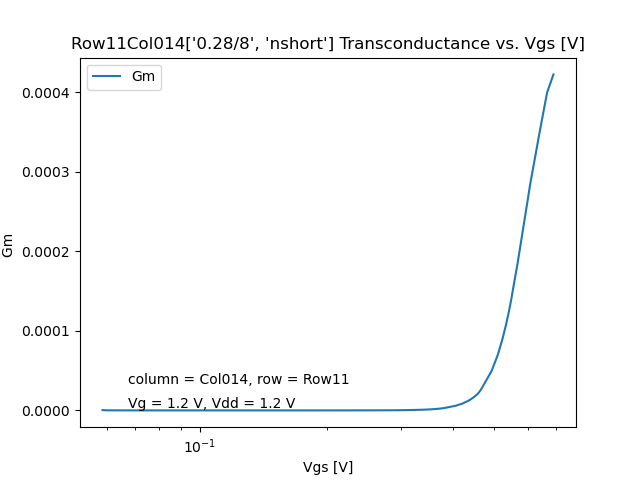 Row11Col014['0.28/8', 'nshort'] Transconductance vs. Vgs [V]
Gm
0.0004
0.0003
0.0002
0.0001
0.0000
Gm
column = Col014, row = Row11
Vg = 1.2 V, Vdd = 1.2 V
10⁻¹
Vgs [V]